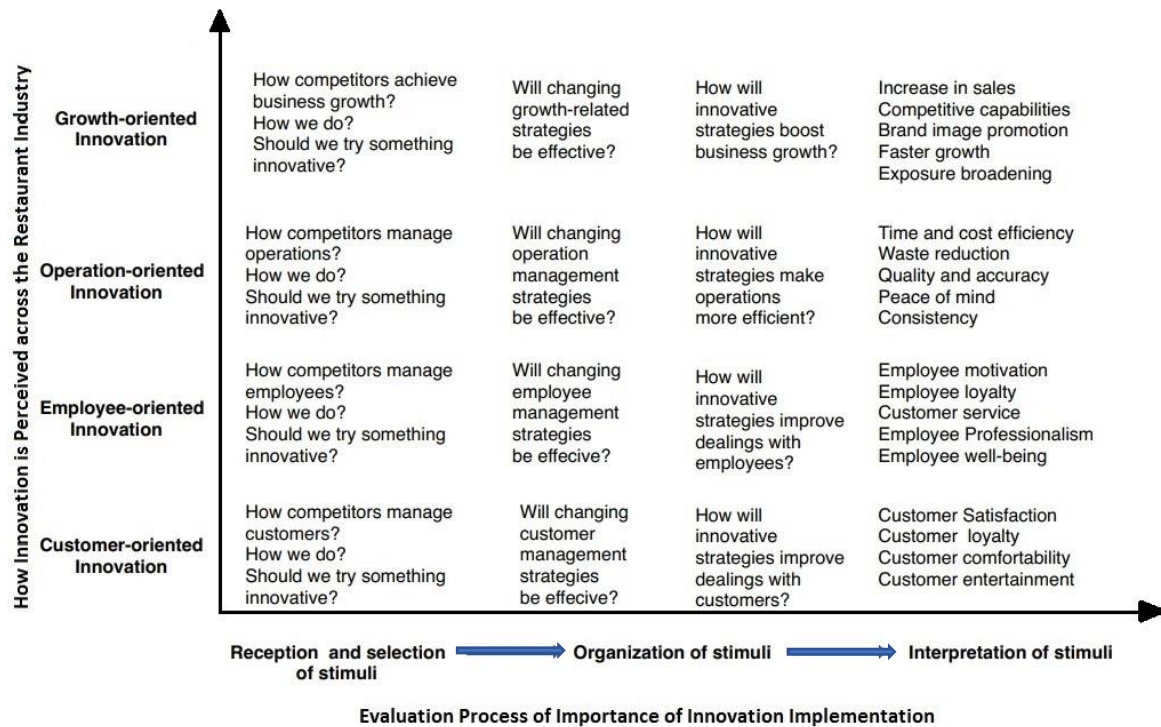 How Innovation is Perceived across the Restaurant Industry
Growth-oriented
Innovation
How competitors achieve
business growth?
How we do?
Should we try something
innovative?
Will changing
growth-related
strategies
be effective?
How will
innovative
strategies boost
business growth?
Increase in sales
Competitive capabilities
Brand image promotion
Faster growth
Exposure broadening
Operation-oriented
Innovation
How competitors manage
operations?
How we do?
Should we try something
innovative?
Will changing
operation
management
strategies
be effective?
How will
innovative
strategies make
operations
more efficient?
Time and cost efficiency
Waste reduction
Quality and accuracy
Peace of mind
Consistency
Employee-oriented
Innovation
How competitors manage
employees?
How we do?
Should we try something
innovative?
Will changing
employee
management
strategies
be effecive?
How will
innovative
strategies improve
dealings with
employees?
Employee motivation
Employee loyalty
Customer service
Employee Professionalism
Employee well-being
Customer-oriented
Innovation
How competitors manage
customers?
How we do?
Should we try something
innovative?
Will changing
customer
management
strategies
be effecive?
How will
innovative
strategies improve
dealings with
customers?
Customer Satisfaction
Customer loyalty
Customer comfortability
Customer entertainment
Reception and selection
of stimuli
Organization of stimuli
Interpretation of stimuli
Evaluation Process of Importance of Innovation Implementation